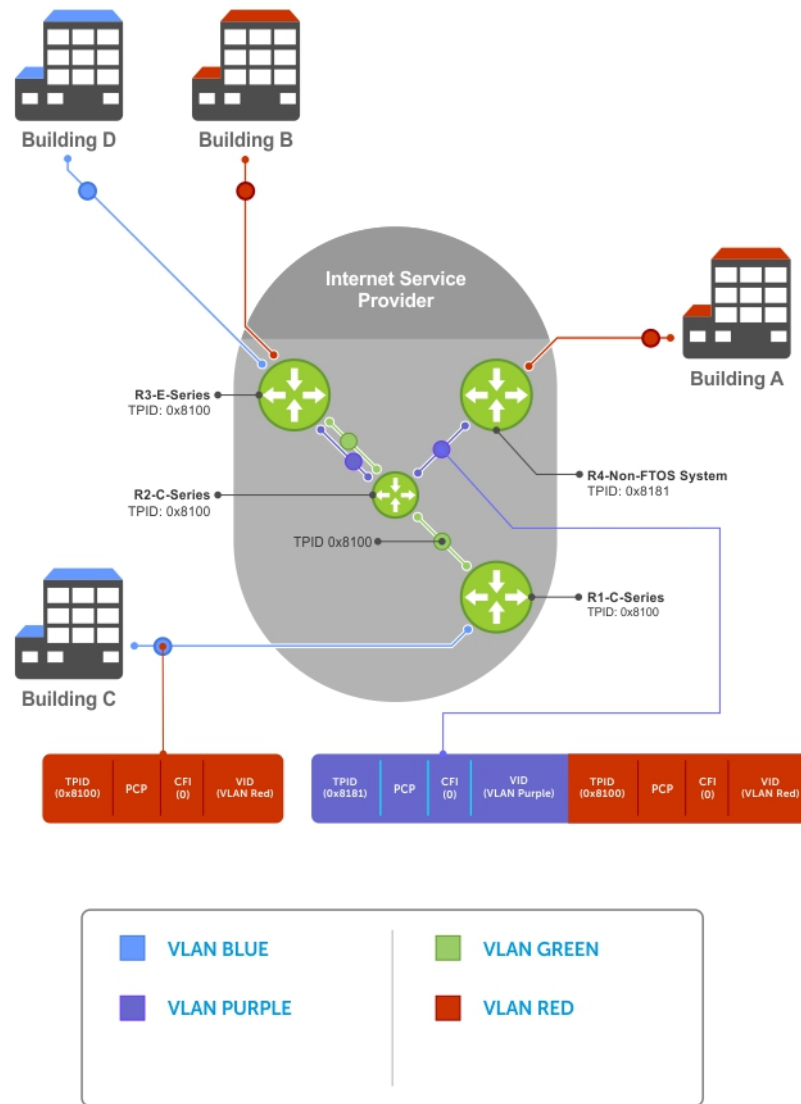 Building D
Building B
Internet Service
Provider
Building A
R3-E-Series
TPID: 0x8100
R4-Non-FTOS System
TPID: 0x8181
R2-C-Series
TPID: 0x8100
TPID 0x8100
R1-C-Series
TPID: 0x8100
Building C
TPID
(0x8100)
PCP
CFI
(0)
VID
(VLAN Red)
TPID
(0x8181)
PCP
CFI
(0)
VID
(VLAN Purple)
TPID
(0x8100)
PCP
CFI
(0)
VID
(VLAN Red)
VLAN BLUE
VLAN GREEN
VLAN PURPLE
VLAN RED